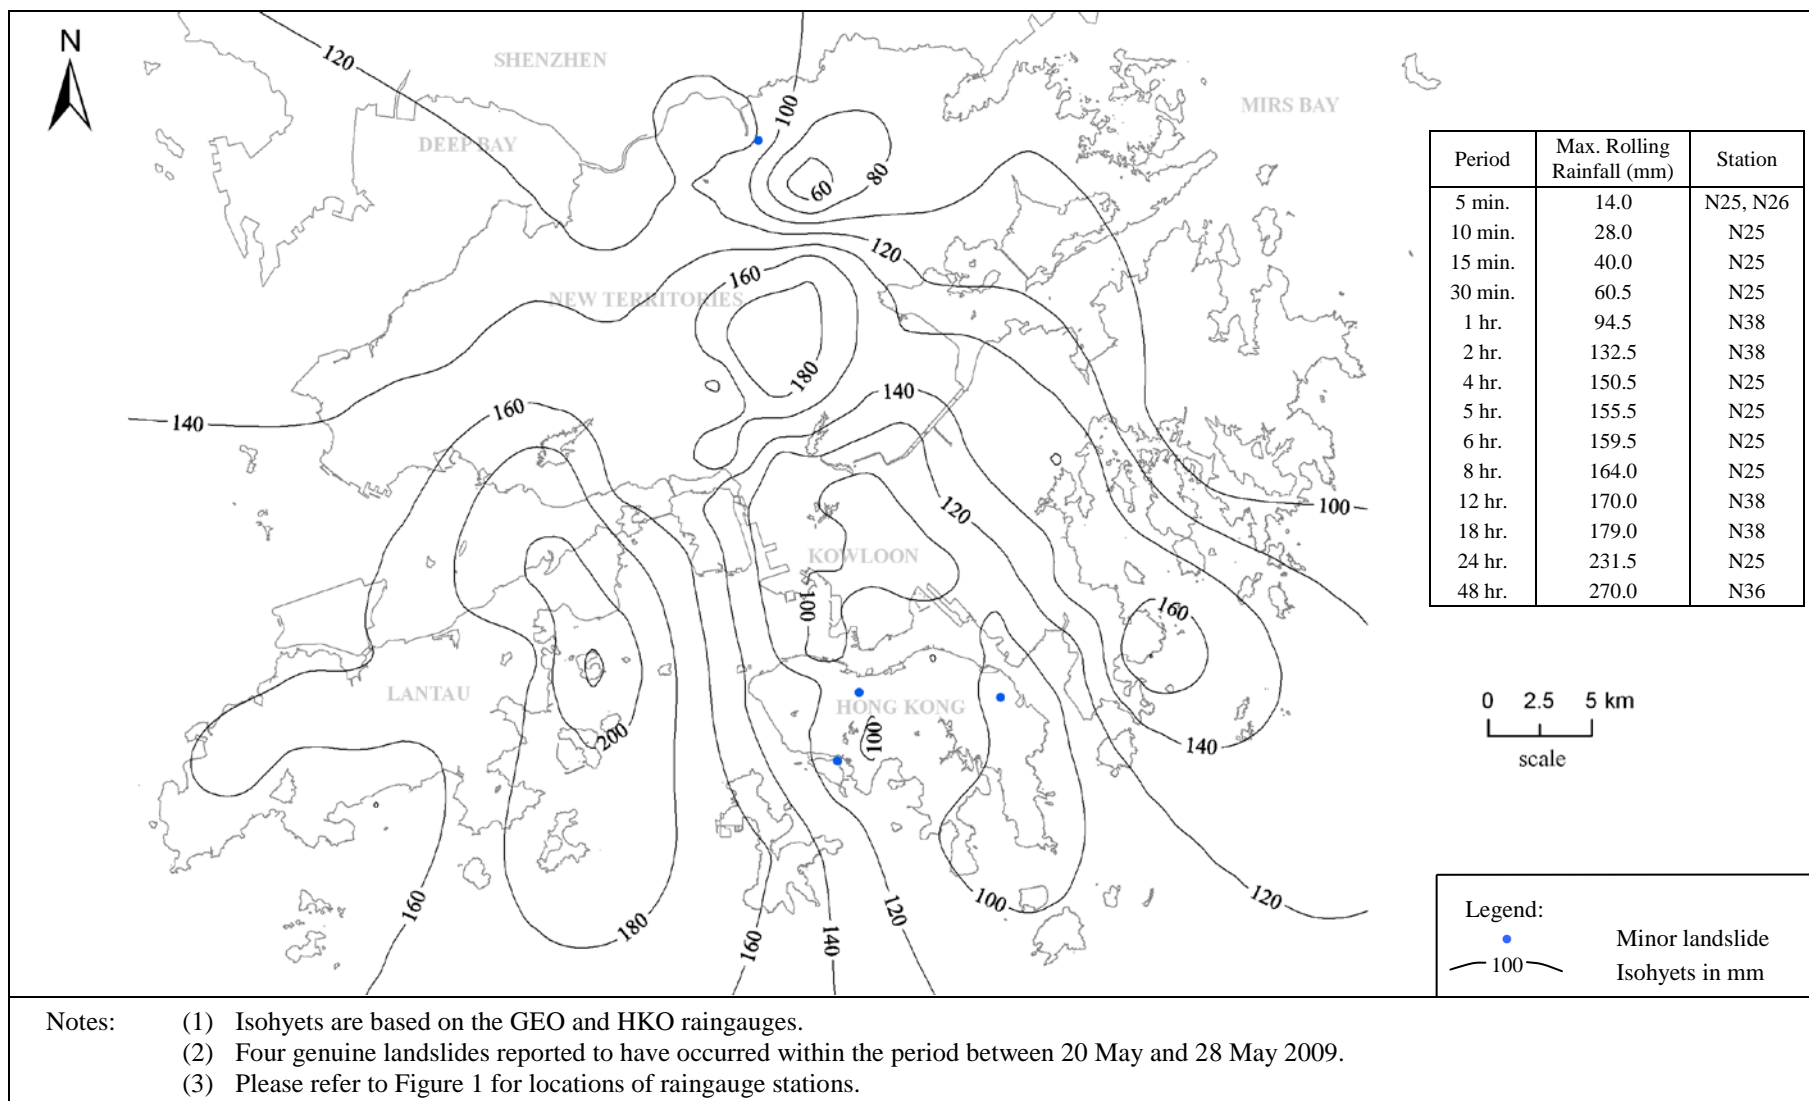 N
SHENZHEN
120
100
MIRS BAY
DEEP BAY
80
60
120
160
NEW TERRITORIES
180
140
160
140
120
100
KOWLOON
100
160
LANTAU
HONG KONG
100
200
140
160
180
160
140
120
100
120
Period Max. Rolling Rainfall (mm) Station
5 min. 14.0 N25, N26
10 min. 28.0 N25
15 min. 40.0 N25
30 min. 60.5 N25
1 hr. 94.5 N38
2 hr. 132.5 N38
4 hr. 150.5 N25
5 hr. 155.5 N25
6 hr. 159.5 N25
8 hr. 164.0 N25
12 hr. 170.0 N38
18 hr. 179.0 N38
24 hr. 231.5 N25
48 hr. 270.0 N36
0 2.5 5 km
scale
Legend:
Minor landslide
100 Isohyets in mm
Notes: (1) Isohyets are based on the GEO and HKO raingauges.
(2) Four genuine landslides reported to have occurred within the period between 20 May and 28 May 2009.
(3) Please refer to Figure 1 for locations of raingauge stations.